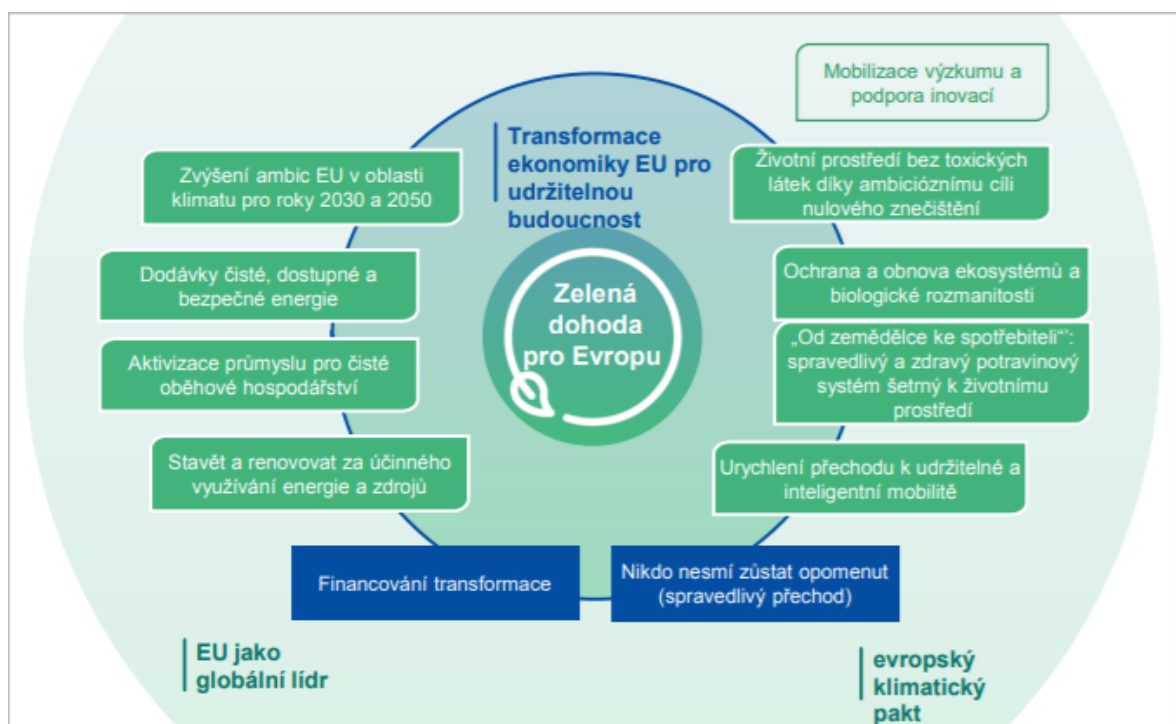 Mobilizace výzkumu a
podpora inovací
Transformace
ekonomiky EU pro
udržitelnou
budoucnost
Zvýšení ambic EU v oblasti
klimatu pro roky 2030 a 2050
Životní prostředí bez toxických
látek díky ambicióznímu cíli
nulového znečištění
Dodávky čisté, dostupné a
bezpečné energie
Ochrana a obnova ekosystémů a
biologické rozmanitosti
Zelená
dohoda
pro Evropu
Aktivizace průmyslu pro čisté
oběhové hospodářství
„Od zemědělce ke spotřebiteli“':
spravedlivý a zdravý potravinový
systém šetrný k životnímu
prostředí
Stavět a renovovat za účinného
využívání energie a zdrojů
Urychlení přechodu k udržitelné a
inteligentní mobilitě
Financování transformace
Nikdo nesmí zůstat opomenut
(spravedlivý přechod)
EU jako
globální lídr
evropský
klimatický
pakt